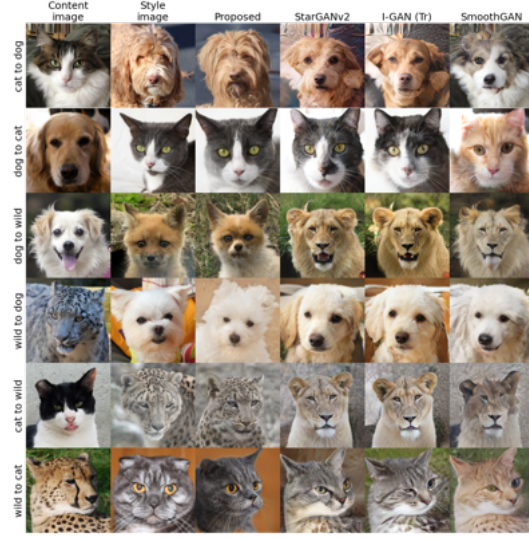 Content image
Style image
Proposed
StarGANv2
I-GAN (Tr)
SmoothGAN
cat to dog
dog to cat
dog to wild
wild to dog
cat to wild
wild to cat